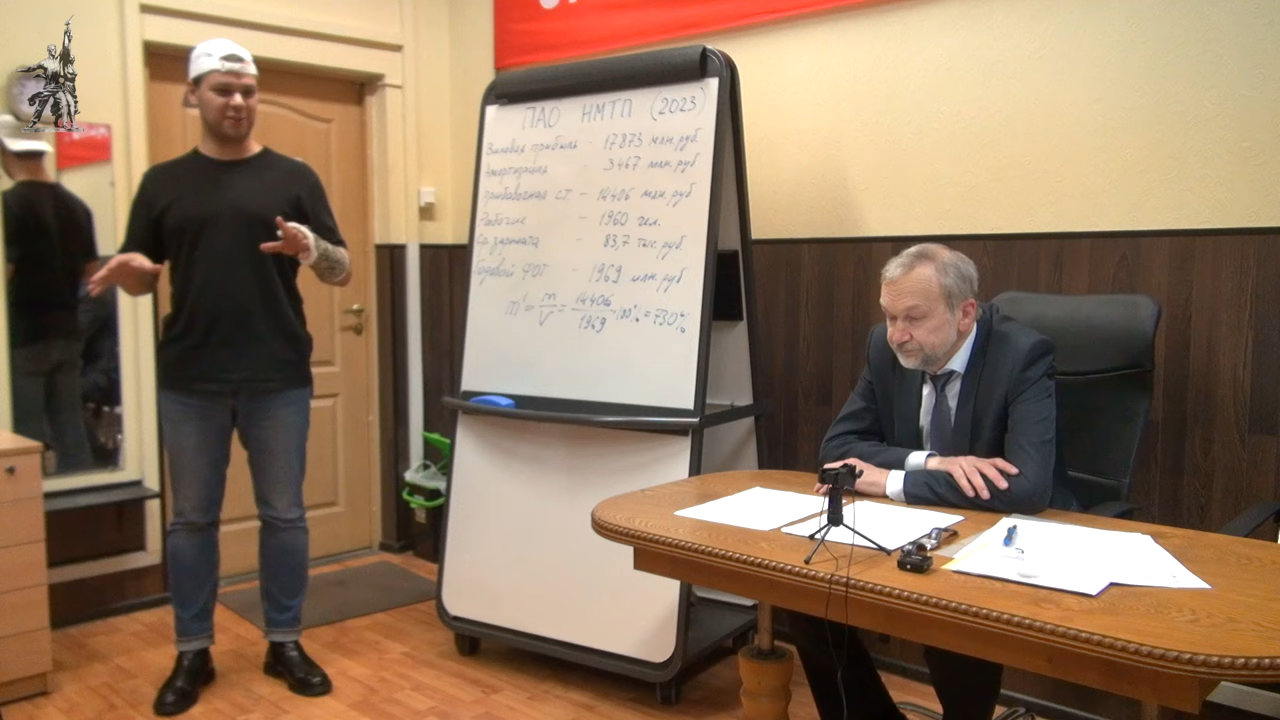 ПАО НМТП (2023)
Валовая прибыль - 17873 млн. руб.
Амортизация - 3467 млн. руб
Прибавочная ст. - 14406 млн. руб
Рабочие - 1960 чел.
Ср. зарплата - 83,7 тыс. руб.
Годовой ФОТ - 1969 млн. руб
m' = m/v = 14406/1969 · 100% = 730%